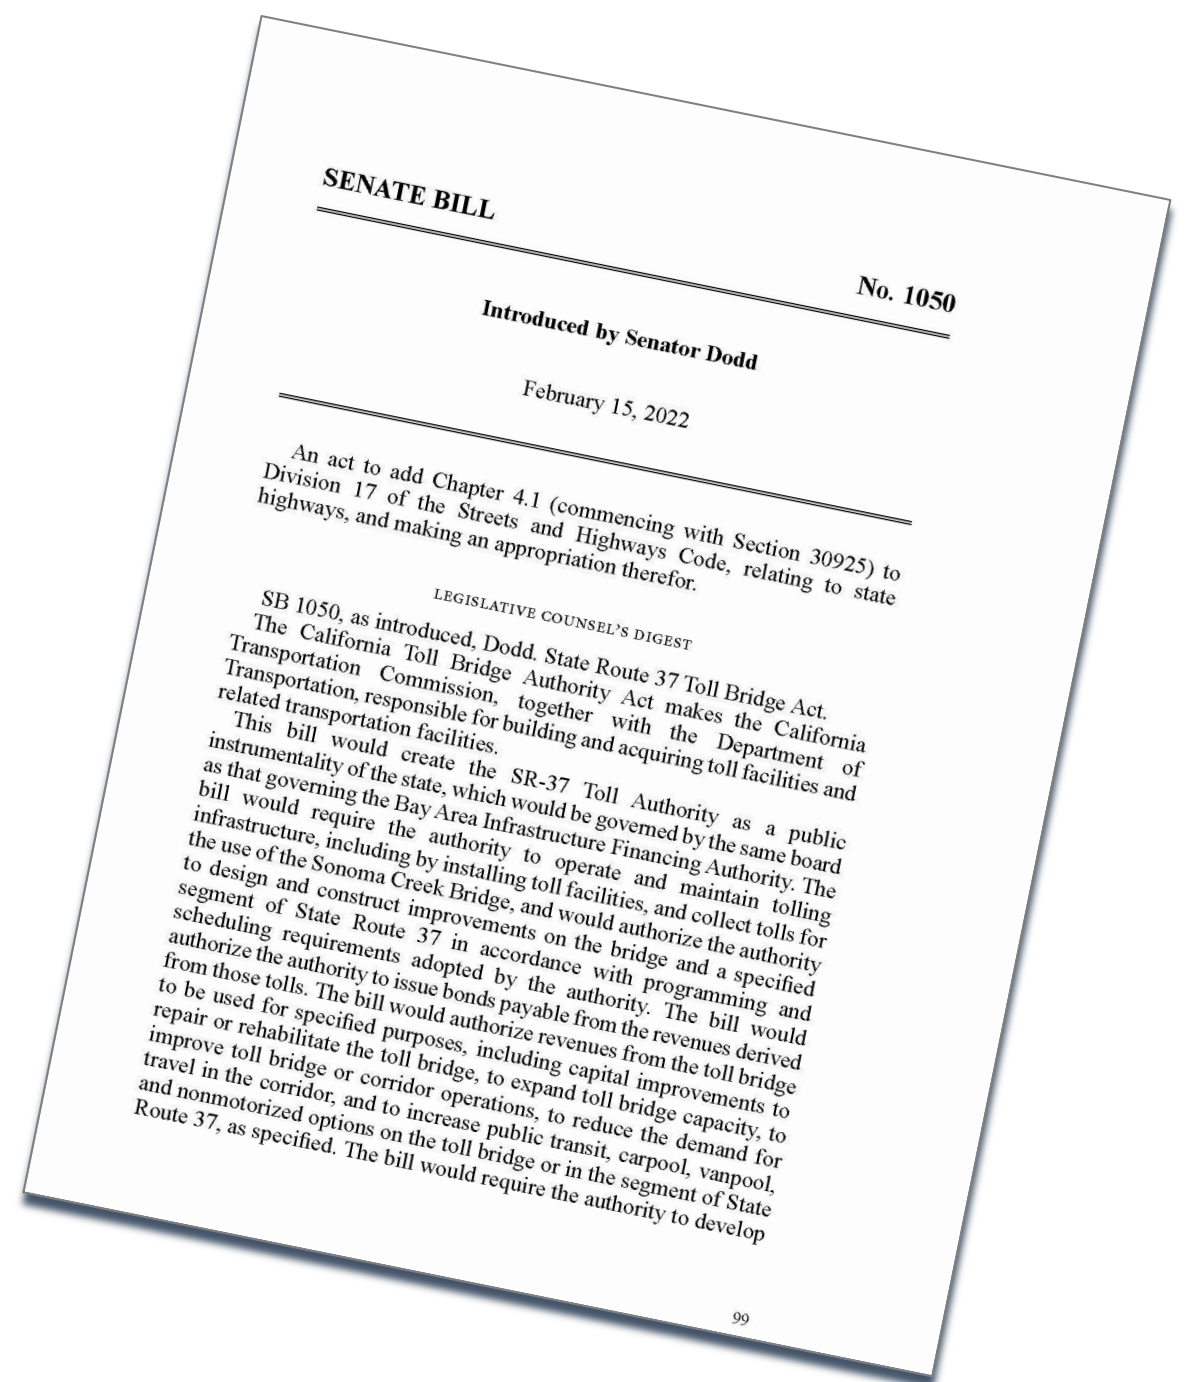 SENATE BILL
No. 1050
Introduced by Senator Dodd
February 15, 2022
An act to add Chapter 4.1 (commencing with Section 30925) to
Division 17 of the Streets and Highways Code, relating to state
highways, and making an appropriation therefor.
LEGISLATIVE COUNSEL’S DIGEST
SB 1050, as introduced, Dodd. State Route 37 Toll Bridge Act.
The California Toll Bridge Authority Act makes the California
Transportation Commission, together with the Department of
Transportation, responsible for building and acquiring toll facilities and
related transportation facilities.
This bill would create the SR-37 Toll Authority as a public
instrumentality of the state, which would be governed by the same board
as that governing the Bay Area Infrastructure Financing Authority. The
bill would require the authority to operate and maintain tolling
infrastructure, including by installing toll facilities, and collect tolls for
the use of the Sonoma Creek Bridge, and would authorize the authority
to design and construct improvements on the bridge and a specified
segment of State Route 37 in accordance with programming and
scheduling requirements adopted by the authority. The bill would
authorize the authority to issue bonds payable from the revenues derived
from those tolls. The bill would authorize revenues from the toll bridge
to be used for specified purposes, including capital improvements to
repair or rehabilitate the toll bridge, to expand toll bridge capacity, to
improve toll bridge or corridor operations, to reduce the demand for
travel in the corridor, and to increase public transit, carpool, vanpool,
and nonmotorized options on the toll bridge or in the segment of State
Route 37, as specified. The bill would require the authority to develop
99